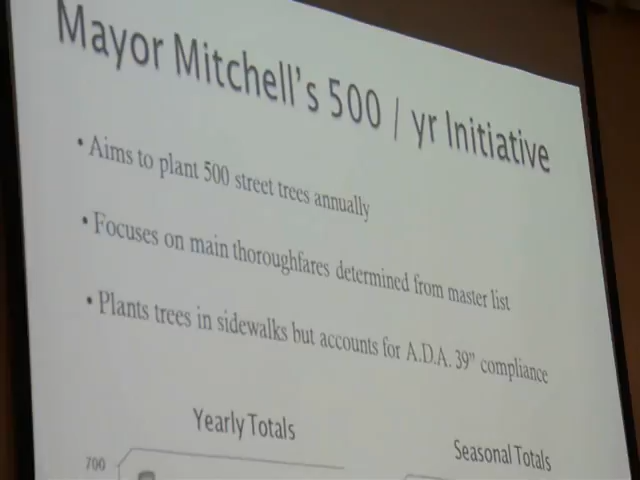 Mayor Mitchell's 500 / yr Initiative
• Aims to plant 500 street trees annually
• Focuses on main thoroughfares determined from master list
• Plants trees in sidewalks but accounts for A.D.A. 39" compliance
Yearly Totals
Seasonal Totals
700